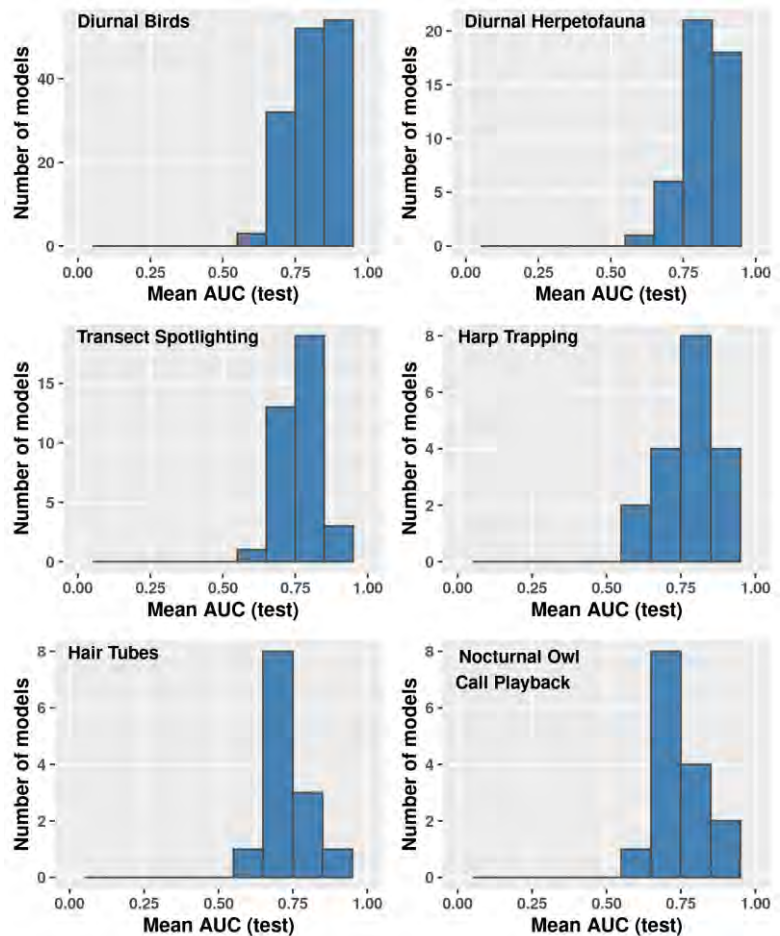 Diurnal Birds
Number of models
40
20
0
0.00 0.25 0.50 0.75 1.00
Mean AUC (test)
Diurnal Herpetofauna
Number of models
20
15
10
5
0
0.00 0.25 0.50 0.75 1.00
Mean AUC (test)
Transect Spotlighting
Number of models
15
10
5
0
0.00 0.25 0.50 0.75 1.00
Mean AUC (test)
Harp Trapping
Number of models
8
6
4
2
0
0.00 0.25 0.50 0.75 1.00
Mean AUC (test)
Hair Tubes
Number of models
8
6
4
2
0
0.00 0.25 0.50 0.75 1.00
Mean AUC (test)
Nocturnal Owl
Call Playback
Number of models
8
6
4
2
0
0.00 0.25 0.50 0.75 1.00
Mean AUC (test)